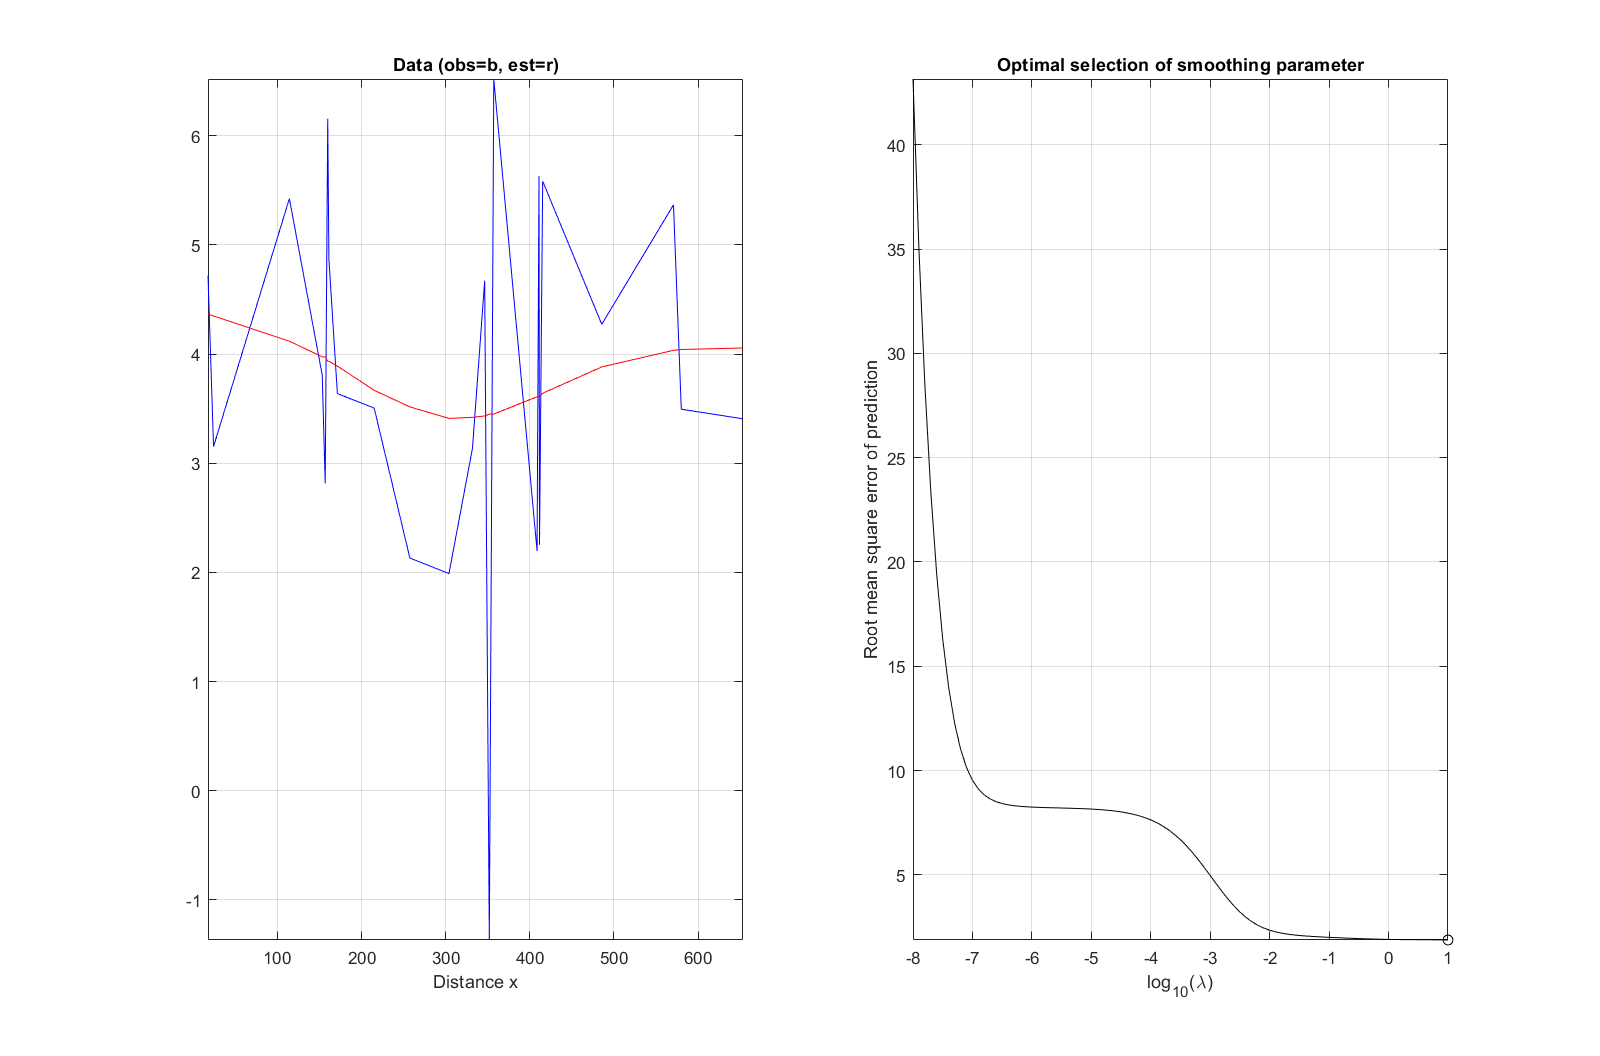 Data (obs=b, est=r)
6
5
4
3
2
1
0
-1
100 200 300 400 500 600
Distance x
Optimal selection of smoothing parameter
Root mean square error of prediction
40
35
30
25
20
15
10
5
-8 -7 -6 -5 -4 -3 -2 -1 0 1
log10(λ)